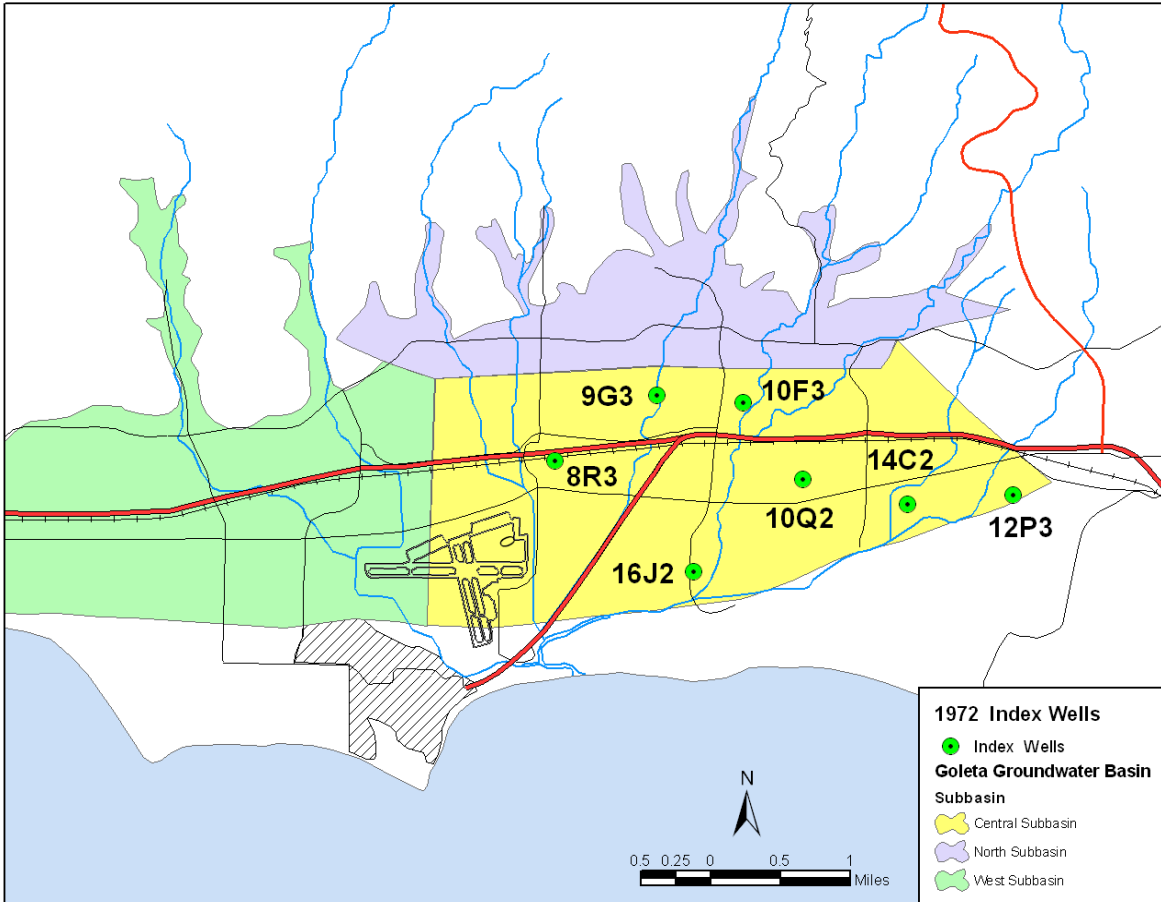 9G3
10F3
8R3
14C2
10Q2
12P3
16J2
1972 Index Wells
Index Wells
Goleta Groundwater Basin
Subbasin
Central Subbasin
North Subbasin
West Subbasin
N
0.5 0.25 0 0.5 1
Miles